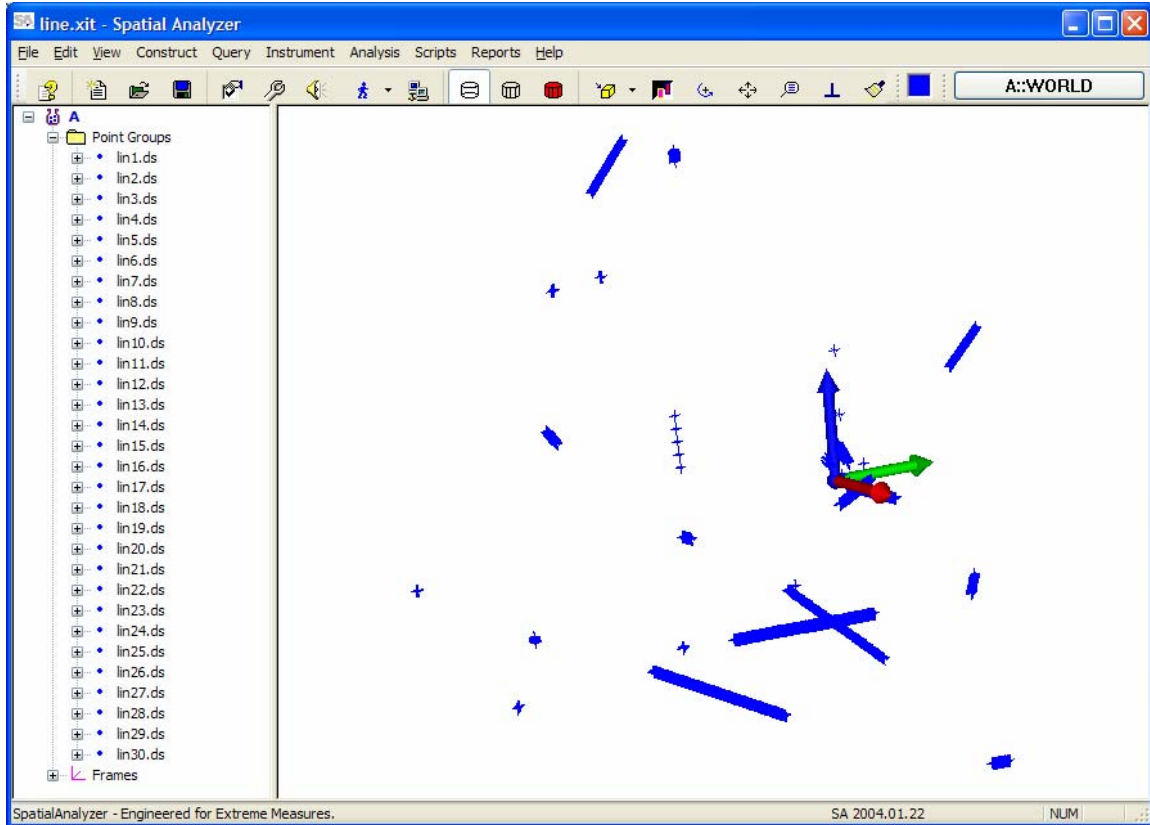 SA line.xit - Spatial Analyzer
File Edit View Construct Query Instrument Analysis Scripts Reports Help
A::WORLD
A
Point Groups
lin1.ds
lin2.ds
lin3.ds
lin4.ds
lin5.ds
lin6.ds
lin7.ds
lin8.ds
lin9.ds
lin10.ds
lin11.ds
lin12.ds
lin13.ds
lin14.ds
lin15.ds
lin16.ds
lin17.ds
lin18.ds
lin19.ds
lin20.ds
lin21.ds
lin22.ds
lin23.ds
lin24.ds
lin25.ds
lin26.ds
lin27.ds
lin28.ds
lin29.ds
lin30.ds
Frames
SpatialAnalyzer - Engineered for Extreme Measures. SA 2004.01.22 NUM